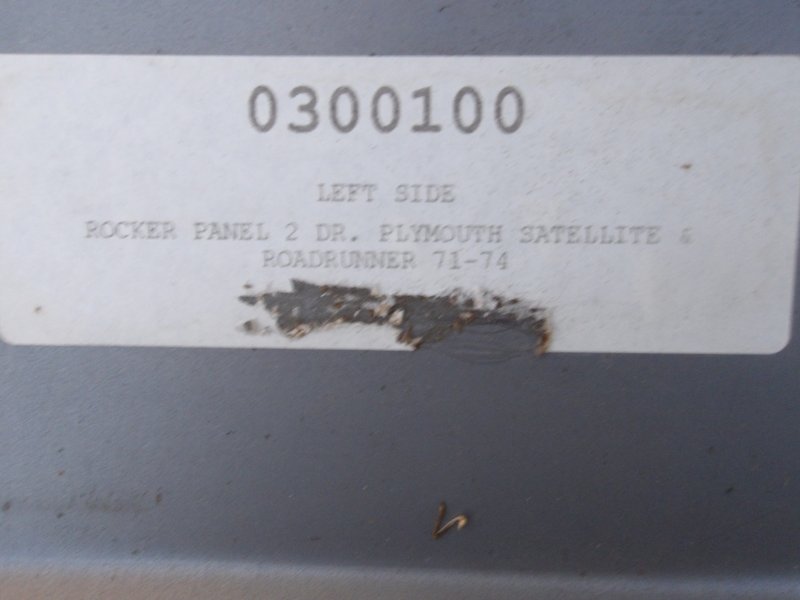 0300100
LEFT SIDE
ROCKER PANEL 2 DR. PLYMOUTH SATELLITE &
ROADRUNNER 71-74